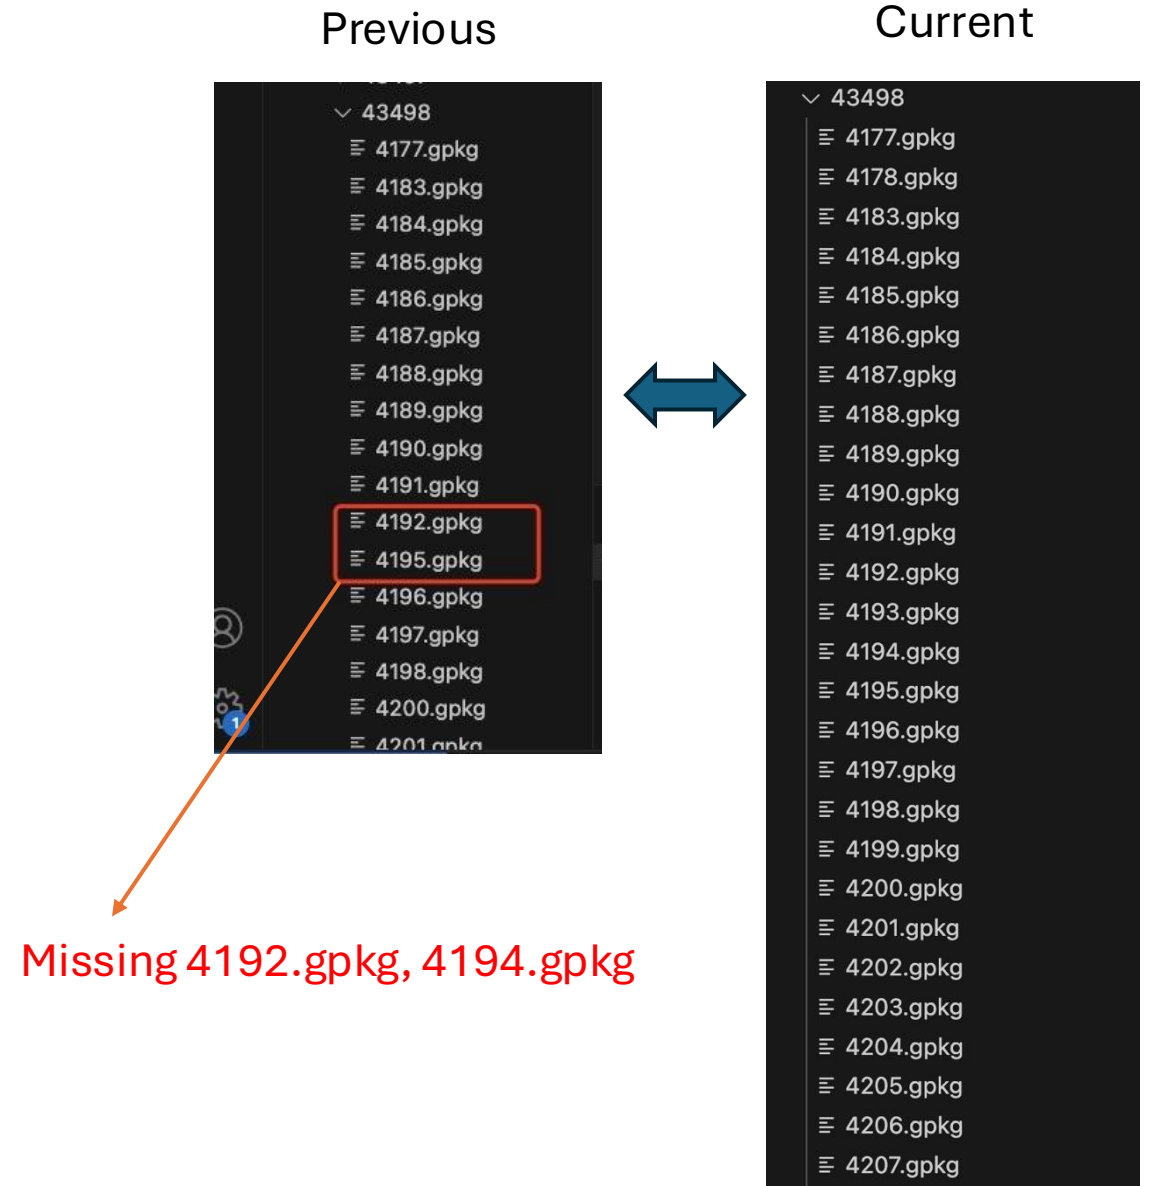 Previous
43498
4177.gpkg
4183.gpkg
4184.gpkg
4185.gpkg
4186.gpkg
4187.gpkg
4188.gpkg
4189.gpkg
4190.gpkg
4191.gpkg
4192.gpkg
4195.gpkg
4196.gpkg
4197.gpkg
4198.gpkg
4200.gpkg
4201.gpkg
1
Missing 4192.gpkg, 4194.gpkg
Current
43498
4177.gpkg
4178.gpkg
4183.gpkg
4184.gpkg
4185.gpkg
4186.gpkg
4187.gpkg
4188.gpkg
4189.gpkg
4190.gpkg
4191.gpkg
4192.gpkg
4193.gpkg
4194.gpkg
4195.gpkg
4196.gpkg
4197.gpkg
4198.gpkg
4199.gpkg
4200.gpkg
4201.gpkg
4202.gpkg
4203.gpkg
4204.gpkg
4205.gpkg
4206.gpkg
4207.gpkg